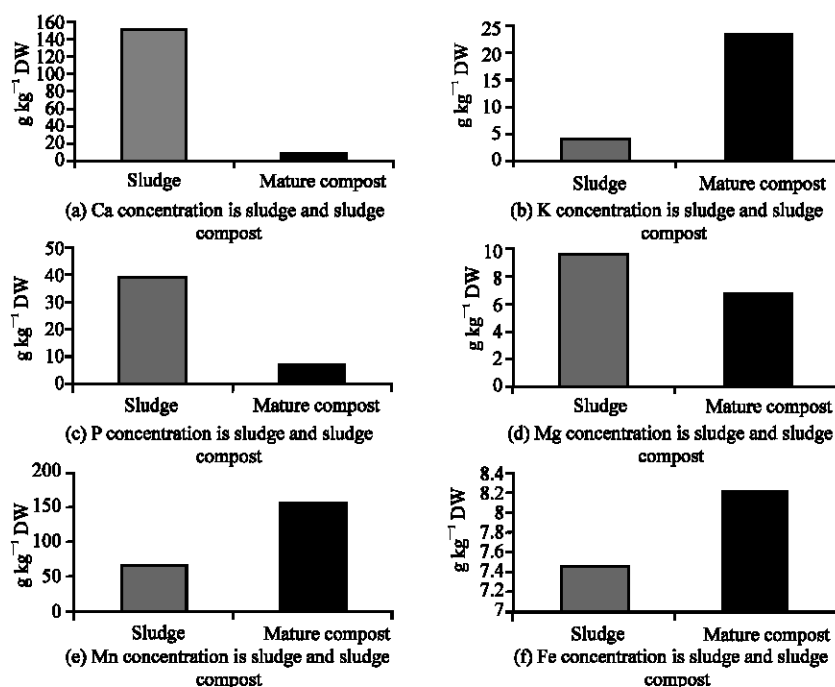 g kg⁻¹ DW
160
140
120
100
80
60
40
20
0
Sludge Mature compost
(a) Ca concentration is sludge and sludge
compost
g kg⁻¹ DW
25
20
15
10
5
0
Sludge Mature compost
(b) K concentration is sludge and sludge
compost
g kg⁻¹ DW
50
40
30
20
10
0
Sludge Mature compost
(c) P concentration is sludge and sludge
compost
g kg⁻¹ DW
10
8
6
4
2
0
Sludge Mature compost
(d) Mg concentration is sludge and sludge
compost
g kg⁻¹ DW
200
150
100
50
0
Sludge Mature compost
(e) Mn concentration is sludge and sludge
compost
g kg⁻¹ DW
8.4
8.2
8
7.8
7.6
7.4
7.2
7
Sludge Mature compost
(f) Fe concentration is sludge and sludge
compost